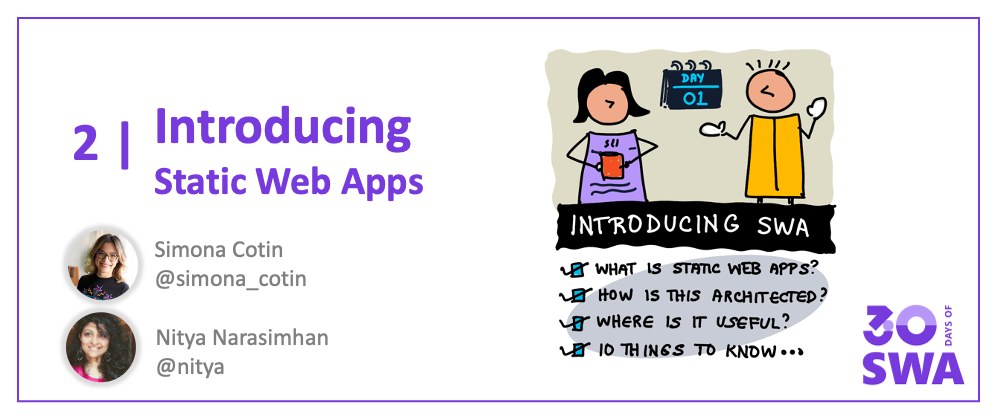 2 | Introducing
Static Web Apps
Simona Cotin
@simona_cotin
Nitya Narasimhan
@nitya
DAY
01
INTRODUCING SWA
WHAT IS STATIC WEB APPS?
HOW IS THIS ARCHITECTED?
WHERE IS IT USEFUL?
10 THINGS TO KNOW...
30
DAYS OF
SWA